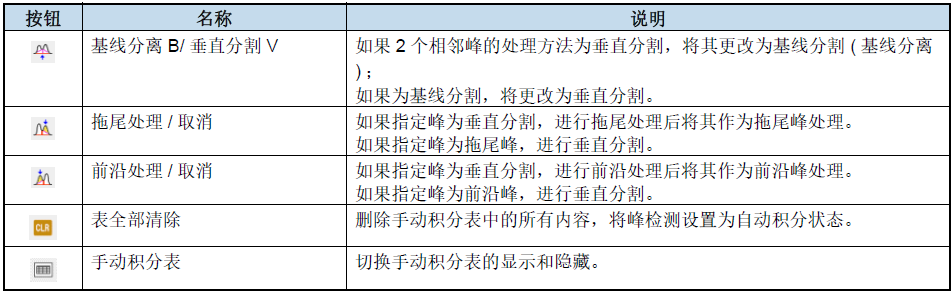 按钮 名称 说明
基线分离 B/ 垂直分割 V 如果 2 个相邻峰的处理方法为垂直分割，将其更改为基线分割 ( 基线分离
) ；
如果为基线分割，将更改为垂直分割。
拖尾处理 / 取消 如果指定峰为垂直分割，进行拖尾处理后将其作为拖尾峰处理。
如果指定峰为拖尾峰，进行垂直分割。
前沿处理 / 取消 如果指定峰为垂直分割，进行前沿处理后将其作为前沿峰处理。
如果指定峰为前沿峰，进行垂直分割。
CLR 表全部清除 删除手动积分表中的所有内容，将峰检测设置为自动积分状态。
手动积分表 切换手动积分表的显示和隐藏。